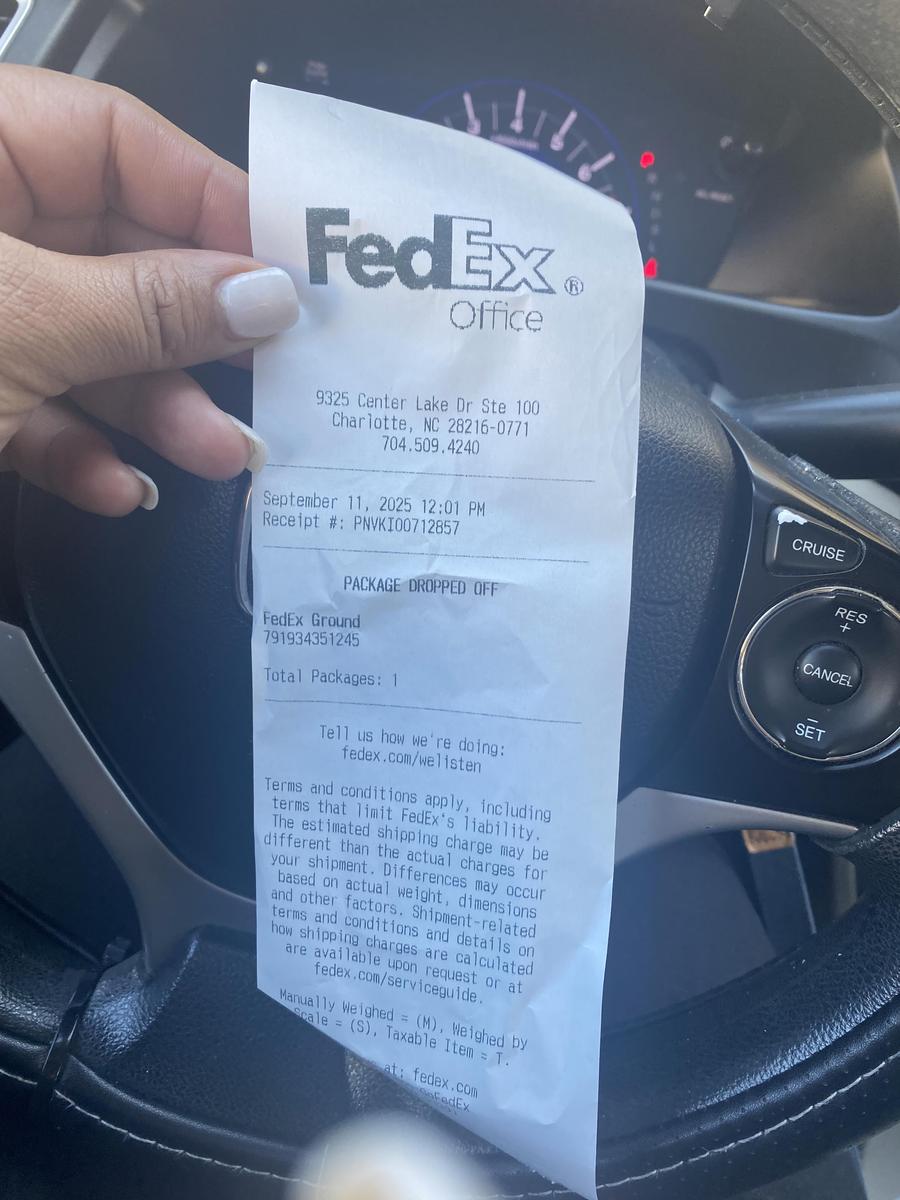 FedEx®
Office
9325 Center Lake Dr Ste 100
Charlotte, NC 28216-0771
704.509.4240
September 11, 2025 12:01 PM
Receipt #: PNVKI00712857
PACKAGE DROPPED OFF
FedEx Ground
791934351245
Total Packages: 1
Tell us how we're doing:
fedex.com/welisten
Terms and conditions apply, including
terms that limit FedEx's liability.
The estimated shipping charge may be
different than the actual charges for
your shipment. Differences may occur
based on actual weight, dimensions
and other factors. Shipment-related
terms and conditions and details on
how shipping charges are calculated
are available upon request or at
fedex.com/serviceguide.
Manually Weighed = (M), Weighed by
Scale = (S), Taxable Item = T.
at: fedex.com
3 4 5 6
CRUISE
RES
+
CANCEL
–
SET